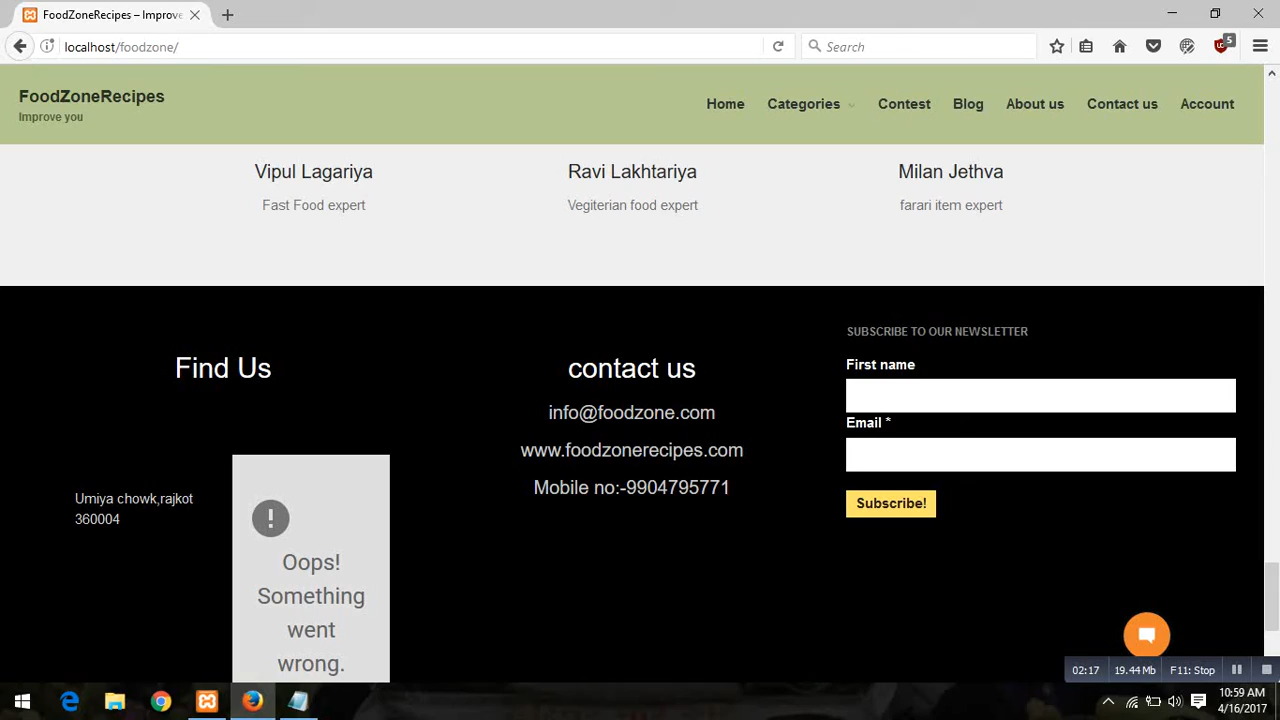 FoodZoneRecipes – Improve
localhost/foodzone/
Search
5
FoodZoneRecipes
Improve you
Home Categories Contest Blog About us Contact us Account
Vipul Lagariya
Ravi Lakhtariya
Milan Jethva
Fast Food expert
Vegiterian food expert
farari item expert
Find Us
Umiya chowk,rajkot
360004
!
Oops!
Something
went
wrong.
contact us
info@foodzone.com
www.foodzonerecipes.com
Mobile no:-9904795771
SUBSCRIBE TO OUR NEWSLETTER
First name
Email *
Subscribe!
02:17 19.44 Mb F11: Stop
10:59 AM
4/16/2017